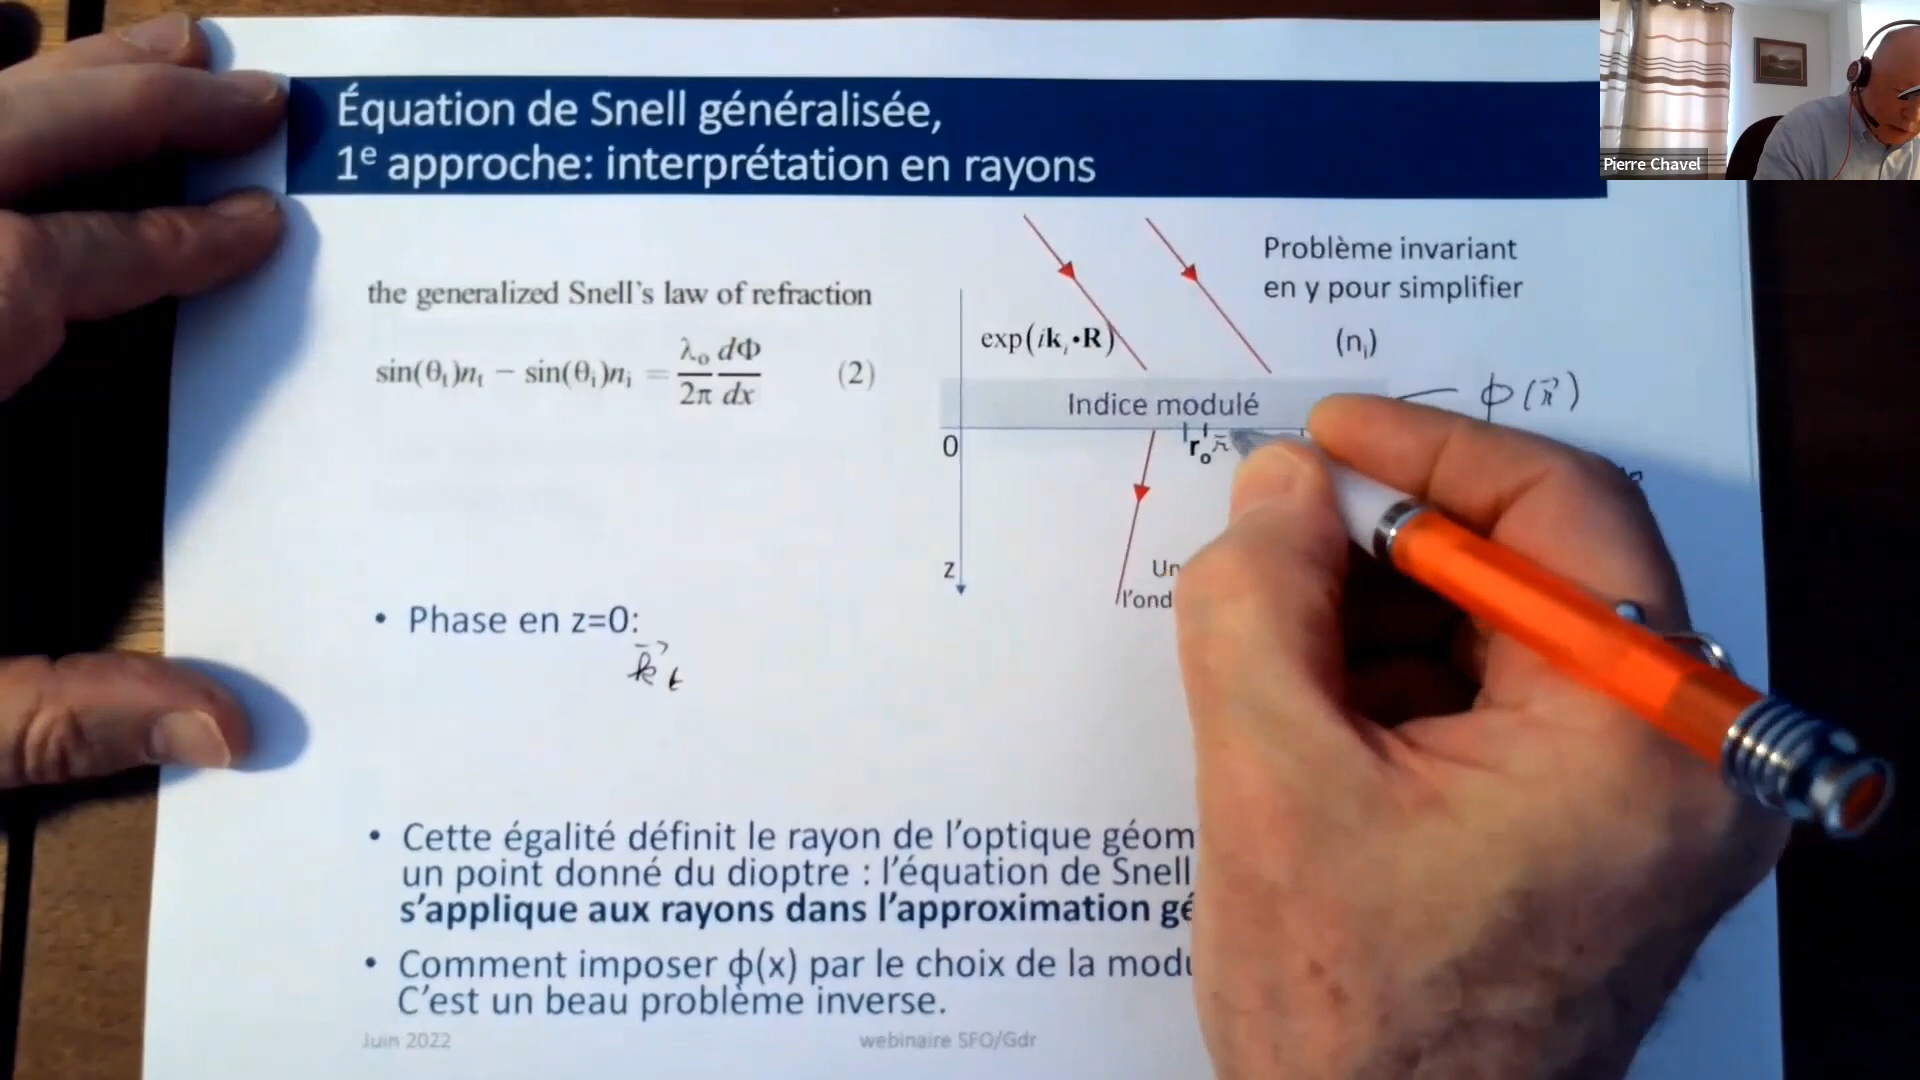 Équation de Snell généralisée,
1e approche: interprétation en rayons
Pierre Chavel
the generalized Snell's law of refraction
sin(θt)nt − sin(θi)ni = λo/2π dΦ/dx (2)
Problème invariant
en y pour simplifier
exp(iki•R)
(ni)
Indice modulé
ϕ(r⃗)
0
ro r⃗
z
Un
l'ond
• Phase en z=0:
k⃗t
• Cette égalité définit le rayon de l'optique géom
un point donné du dioptre : l'équation de Snell
s'applique aux rayons dans l'approximation gé
• Comment imposer ϕ(x) par le choix de la modu
C'est un beau problème inverse.
Juin 2022
webinaire SFO/Gdr